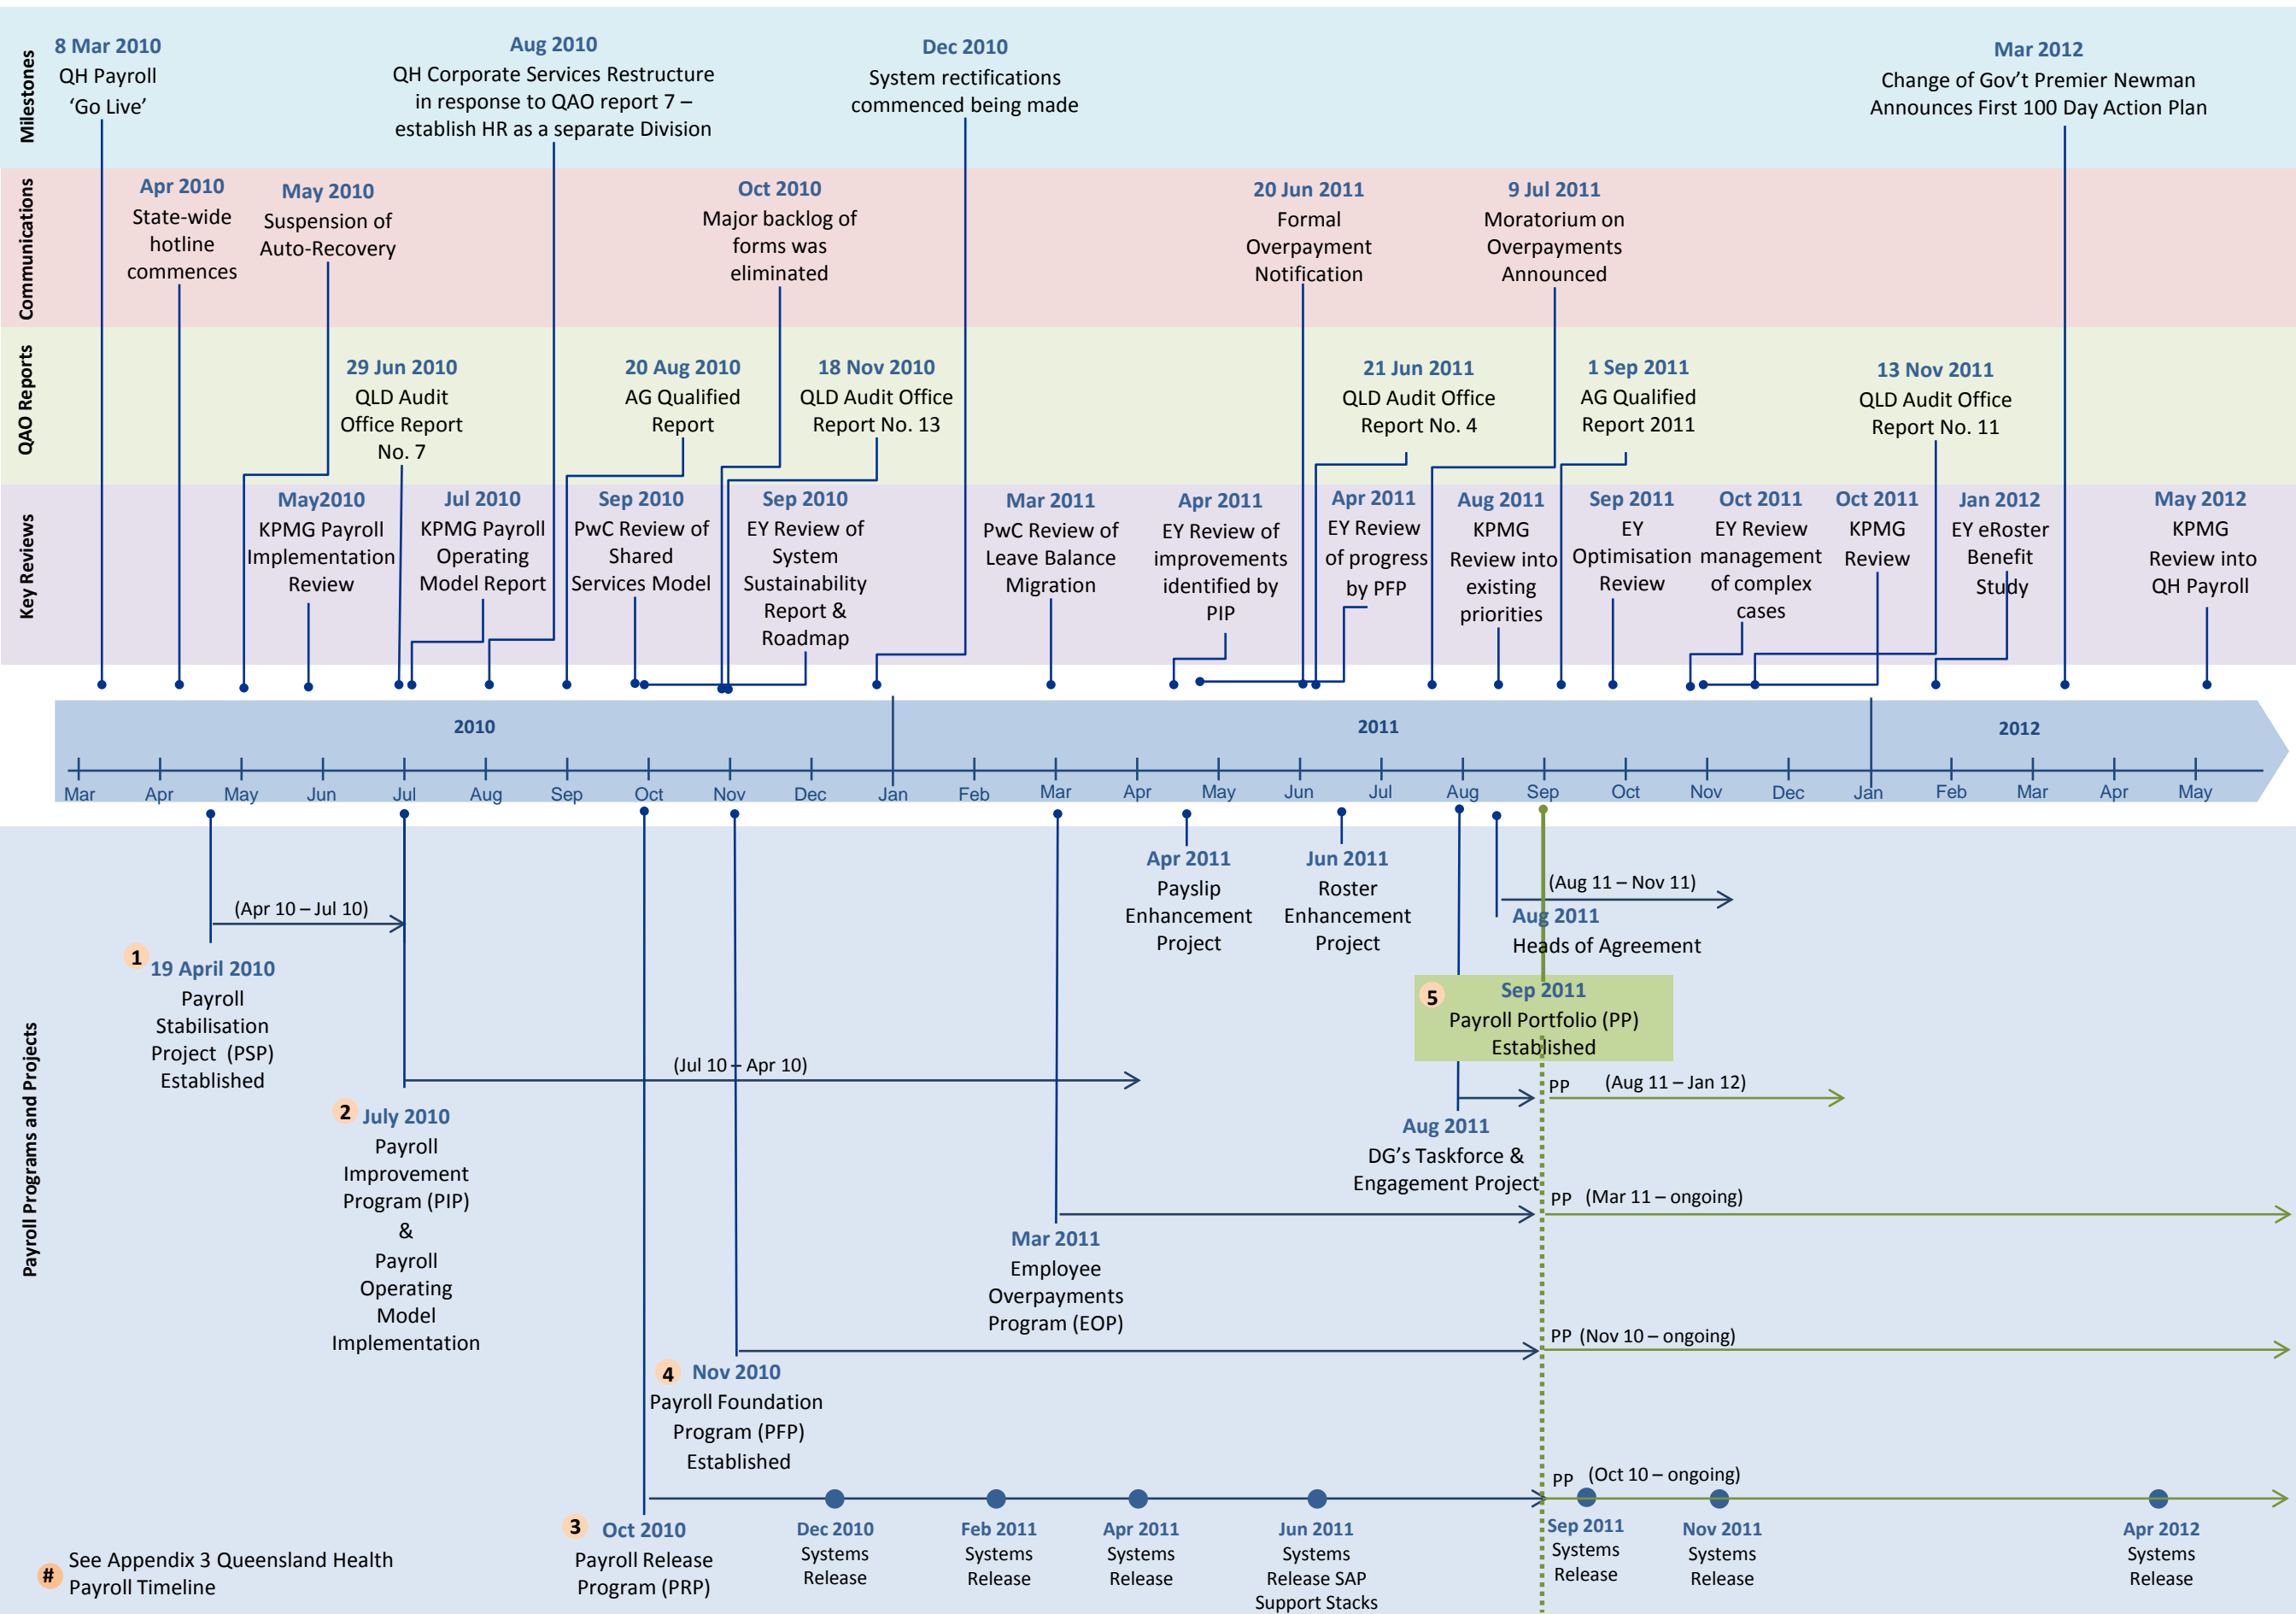 Milestones
8 Mar 2010
QH Payroll
‘Go Live’
Aug 2010
QH Corporate Services Restructure
in response to QAO report 7 –
establish HR as a separate Division
Dec 2010
System rectifications
commenced being made
Mar 2012
Change of Gov’t Premier Newman
Announces First 100 Day Action Plan
Communications
Apr 2010
State-wide
hotline
commences
May 2010
Suspension of
Auto-Recovery
Oct 2010
Major backlog of
forms was
eliminated
20 Jun 2011
Formal
Overpayment
Notification
9 Jul 2011
Moratorium on
Overpayments
Announced
QAO Reports
29 Jun 2010
QLD Audit
Office Report
No. 7
20 Aug 2010
AG Qualified
Report
18 Nov 2010
QLD Audit Office
Report No. 13
21 Jun 2011
QLD Audit Office
Report No. 4
1 Sep 2011
AG Qualified
Report 2011
13 Nov 2011
QLD Audit Office
Report No. 11
Key Reviews
May2010
KPMG Payroll
Implementation
Review
Jul 2010
KPMG Payroll
Operating
Model Report
Sep 2010
PwC Review of
Shared
Services Model
Sep 2010
EY Review of
System
Sustainability
Report &
Roadmap
Mar 2011
PwC Review of
Leave Balance
Migration
Apr 2011
EY Review of
improvements
identified by
PIP
Apr 2011
EY Review
of progress
by PFP
Aug 2011
KPMG
Review into
existing
priorities
Sep 2011
EY
Optimisation
Review
Oct 2011
EY Review
management
of complex
cases
Oct 2011
KPMG
Review
Jan 2012
EY eRoster
Benefit
Study
May 2012
KPMG
Review into
QH Payroll
2010
2011
2012
Mar
Apr
May
Jun
Jul
Aug
Sep
Oct
Nov
Dec
Jan
Feb
Mar
Apr
May
Jun
Jul
Aug
Sep
Oct
Nov
Dec
Jan
Feb
Mar
Apr
May
Payroll Programs and Projects
(Apr 10 – Jul 10)
1
19 April 2010
Payroll
Stabilisation
Project (PSP)
Established
(Jul 10 – Apr 10)
2
July 2010
Payroll
Improvement
Program (PIP)
&
Payroll
Operating
Model
Implementation
Apr 2011
Payslip
Enhancement
Project
Jun 2011
Roster
Enhancement
Project
(Aug 11 – Nov 11)
Aug 2011
Heads of Agreement
5
Sep 2011
Payroll Portfolio (PP)
Established
PP (Aug 11 – Jan 12)
Aug 2011
DG’s Taskforce &
Engagement Project
PP (Mar 11 – ongoing)
Mar 2011
Employee
Overpayments
Program (EOP)
PP (Nov 10 – ongoing)
4
Nov 2010
Payroll Foundation
Program (PFP)
Established
PP (Oct 10 – ongoing)
3
Oct 2010
Payroll Release
Program (PRP)
Dec 2010
Systems
Release
Feb 2011
Systems
Release
Apr 2011
Systems
Release
Jun 2011
Systems
Release SAP
Support Stacks
Sep 2011
Systems
Release
Nov 2011
Systems
Release
Apr 2012
Systems
Release
#
See Appendix 3 Queensland Health
Payroll Timeline